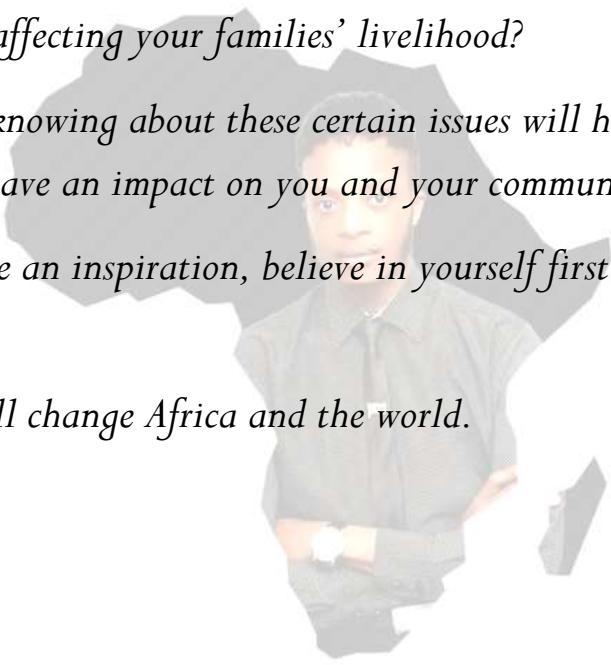 affecting your families’ livelihood?
knowing about these certain issues will h
ave an impact on you and your commun
e an inspiration, believe in yourself first
ll change Africa and the world.